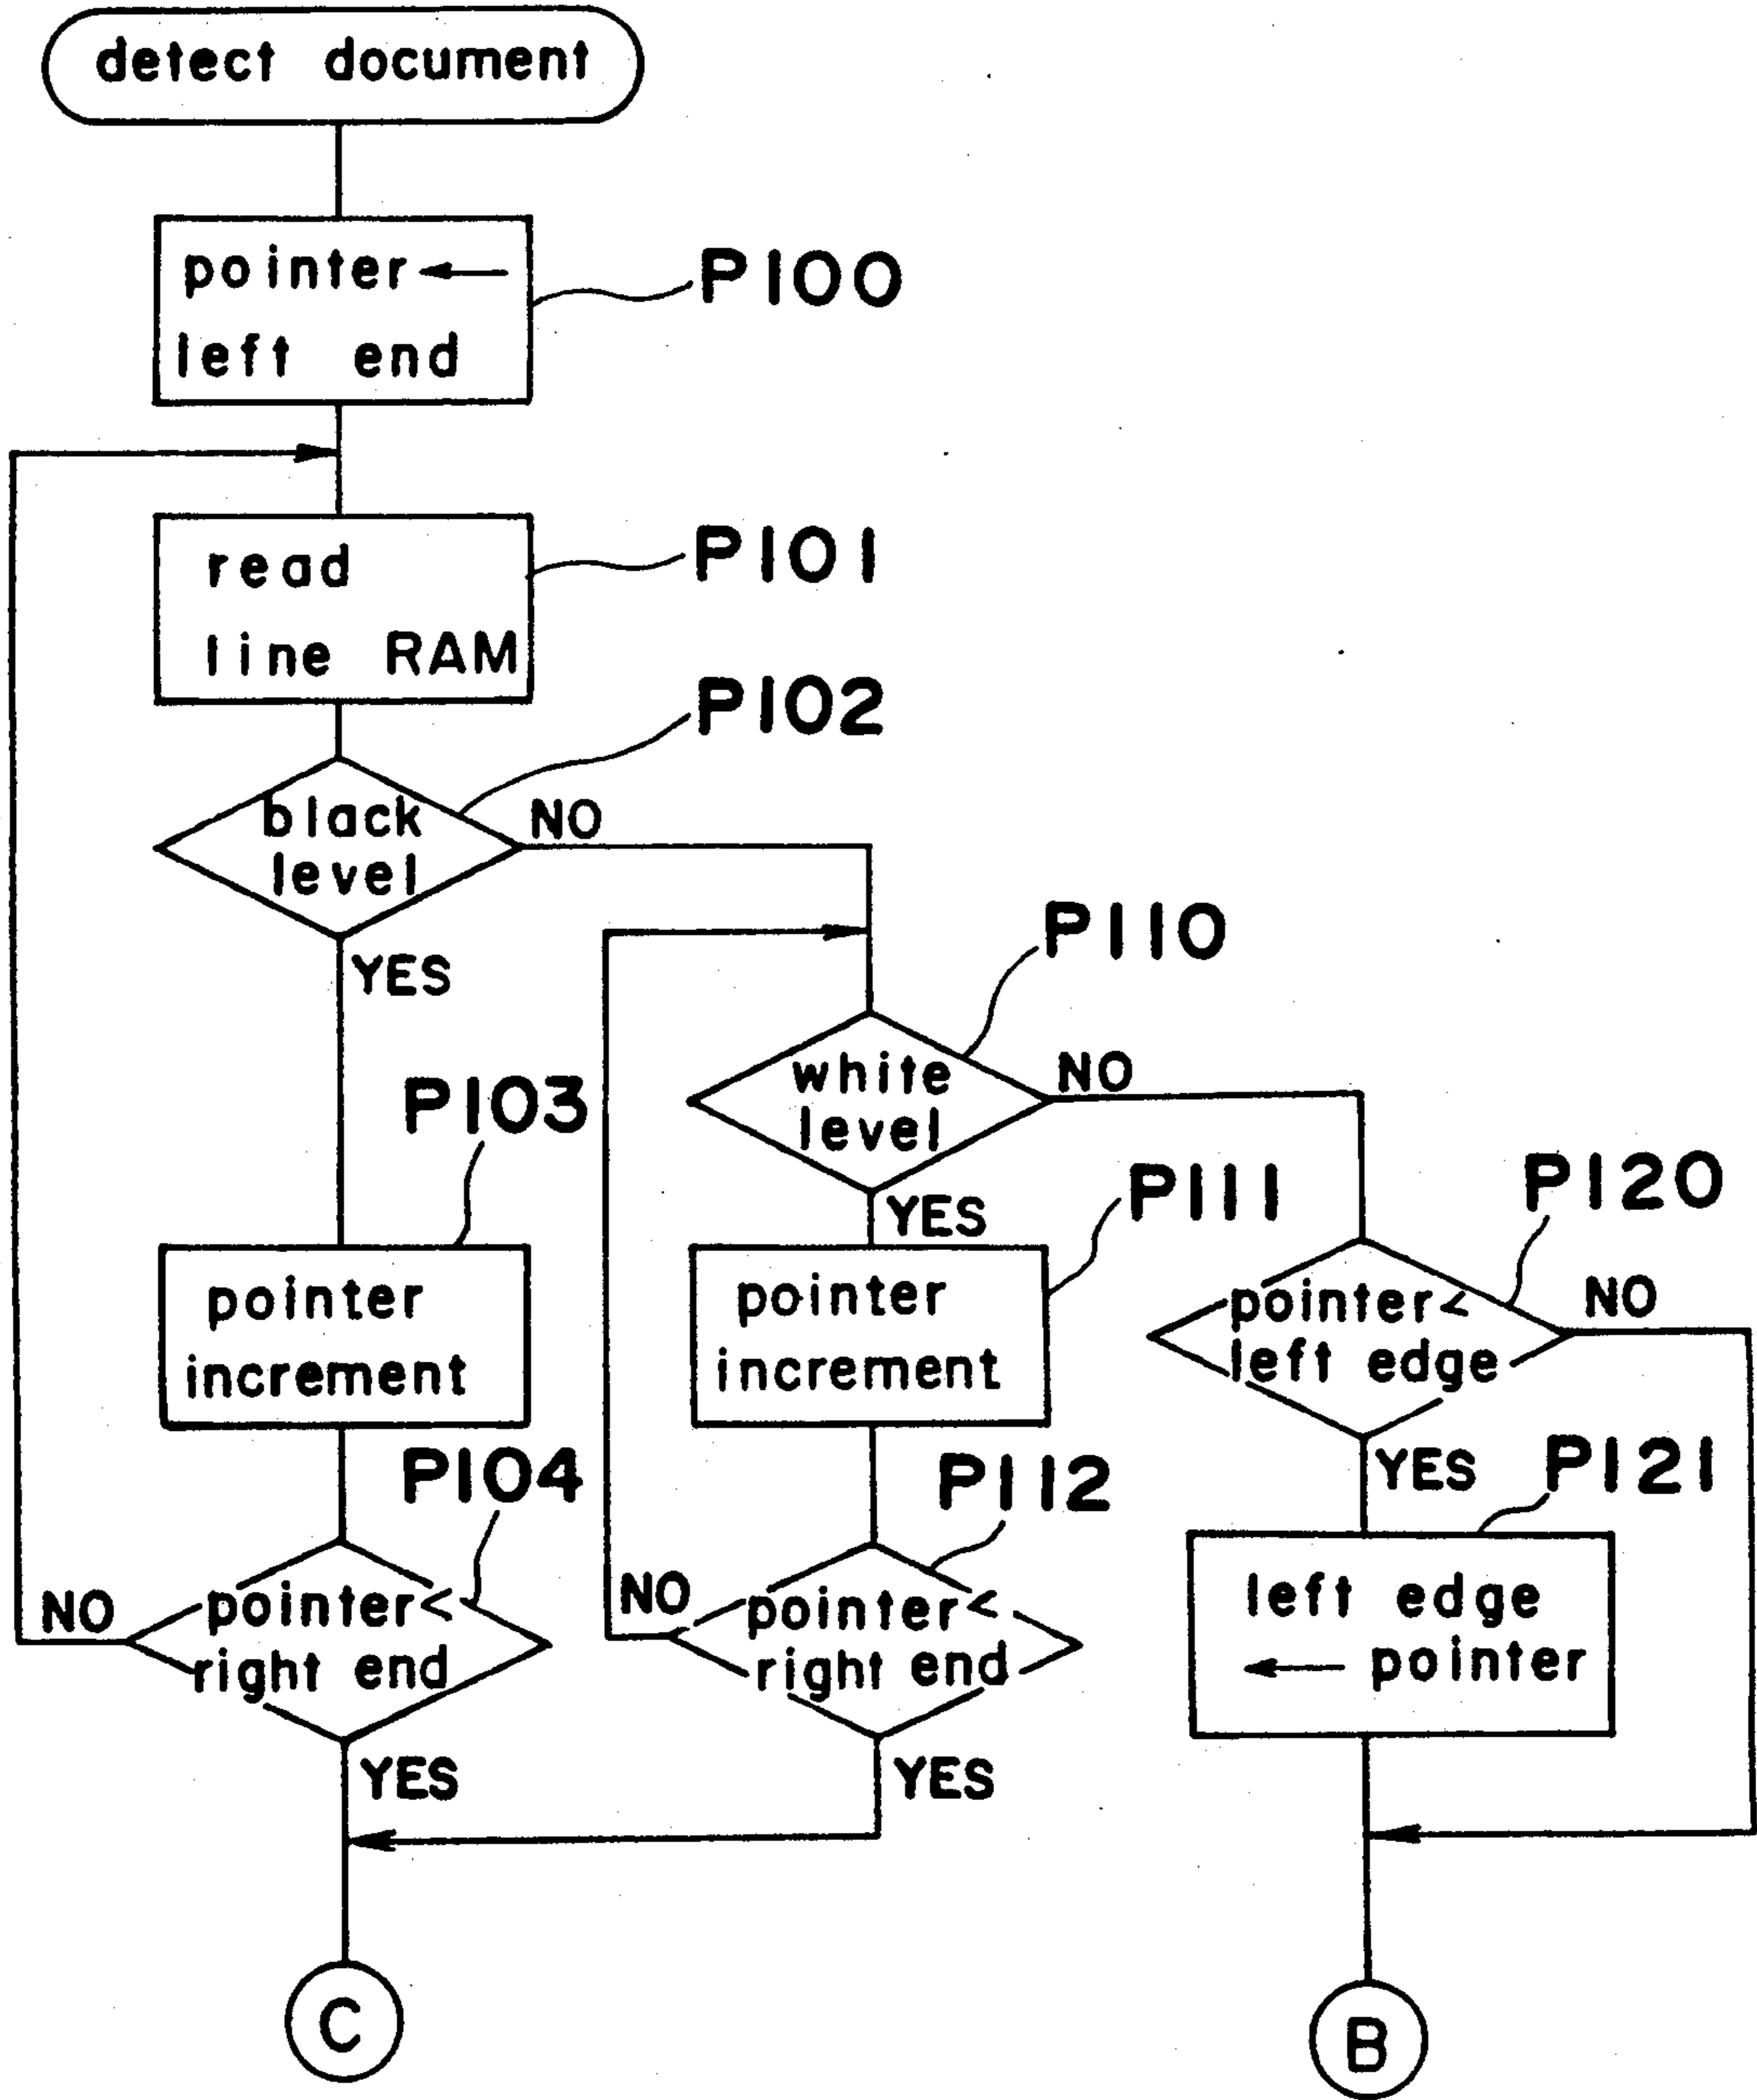 detect document
pointer ←
left end
P100
read
line RAM
P101
P102
black
level
NO
YES
P103
pointer
increment
P104
pointer<
right end
NO
YES
C
P110
white
level
NO
YES
P111
pointer
increment
P112
pointer<
right end
NO
YES
P120
pointer<
left edge
NO
YES
P121
left edge
← pointer
B